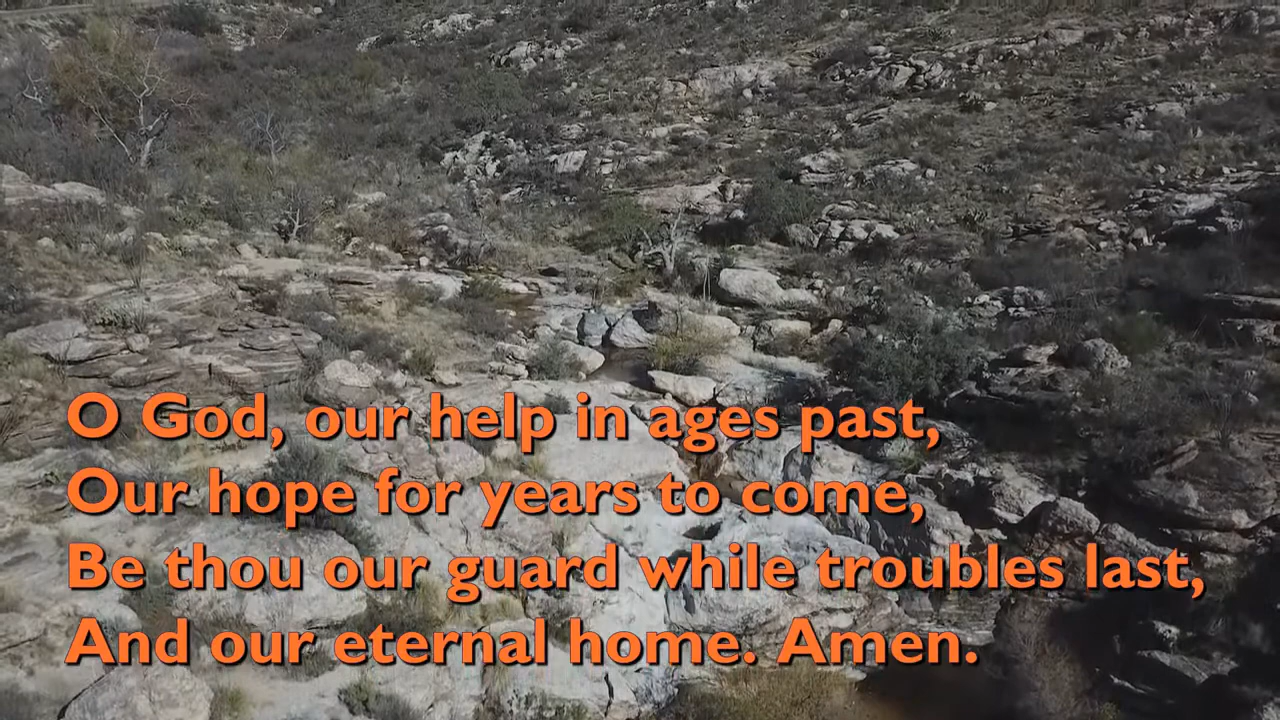 O God, our help in ages past,
Our hope for years to come,
Be thou our guard while troubles last,
And our eternal home. Amen.